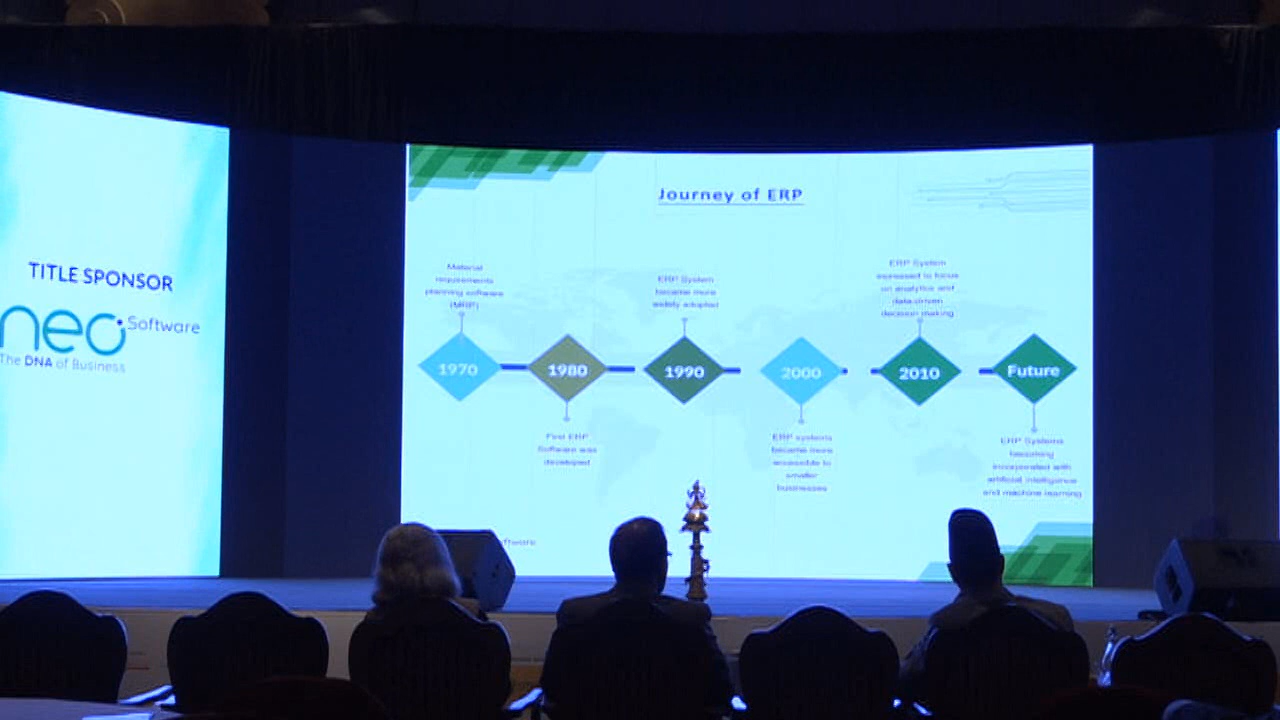 TITLE SPONSOR
neo Software
The DNA of Business
Journey of ERP
Material
requirements
planning software
(MRP)
1970
1980
First ERP
Software was
developed
ERP System
became more
widely adopted
1990
2000
ERP systems
became more
accessible to
smaller
businesses
ERP System
increased to focus
on analytics and
data-driven
decision making
2010
Future
ERP Systems
becoming
incorporated with
artificial intelligence
and machine learning